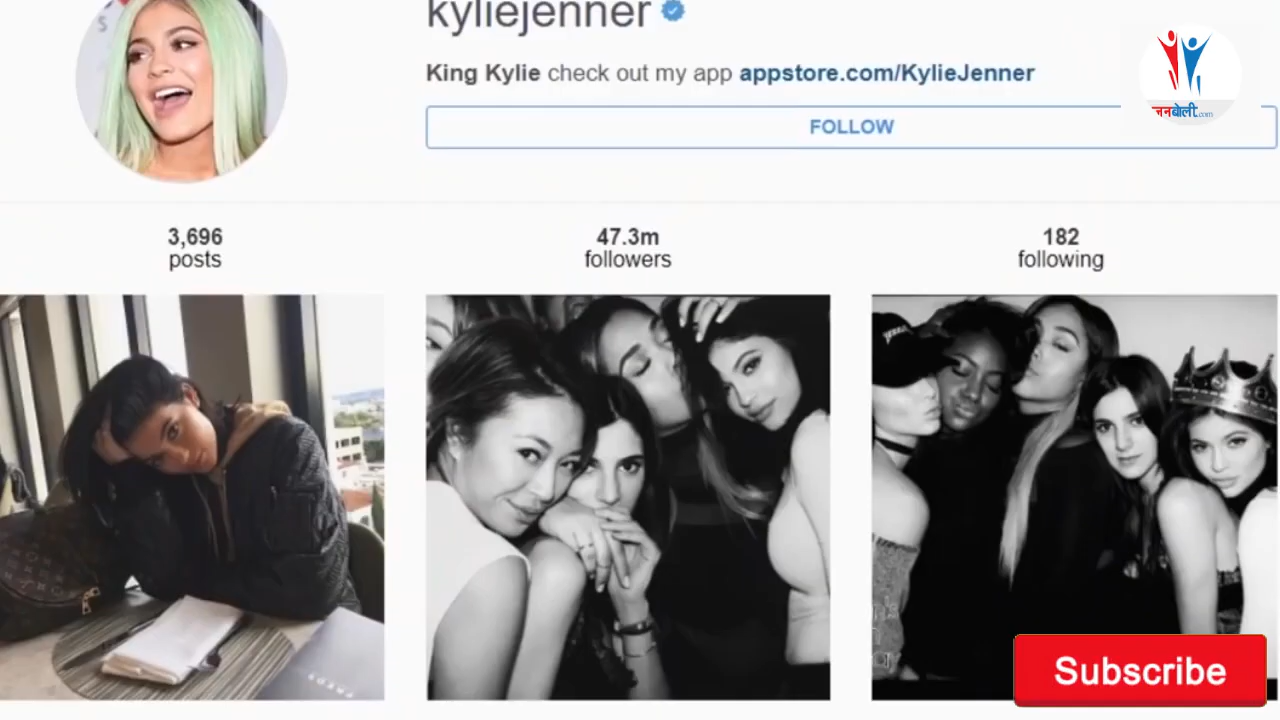 kyliejenner
King Kylie check out my app appstore.com/KylieJenner
जनबोली.com
FOLLOW
3,696
posts
47.3m
followers
182
following
Subscribe